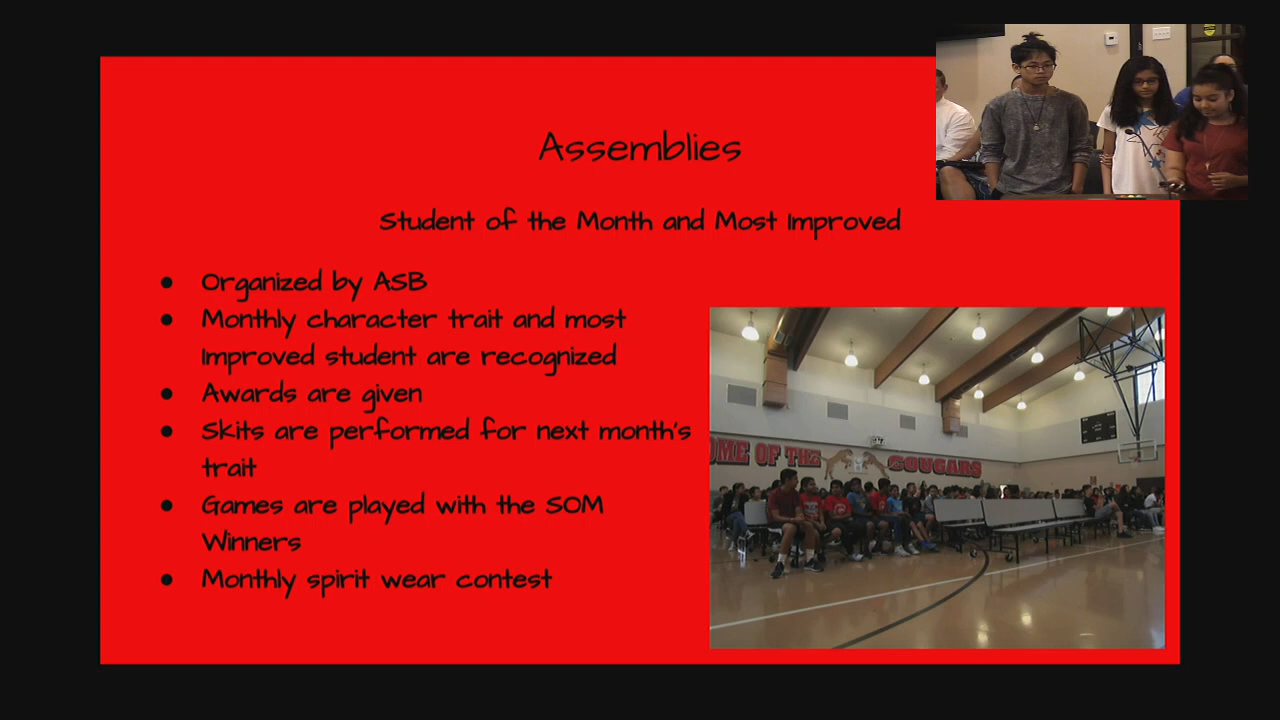 Assemblies
Student of the Month and Most Improved
● Organized by ASB
● Monthly character trait and most
Improved student are recognized
● Awards are given
● Skits are performed for next month's
trait
● Games are played with the SOM
Winners
● Monthly spirit wear contest
OME OF THE COUGARS